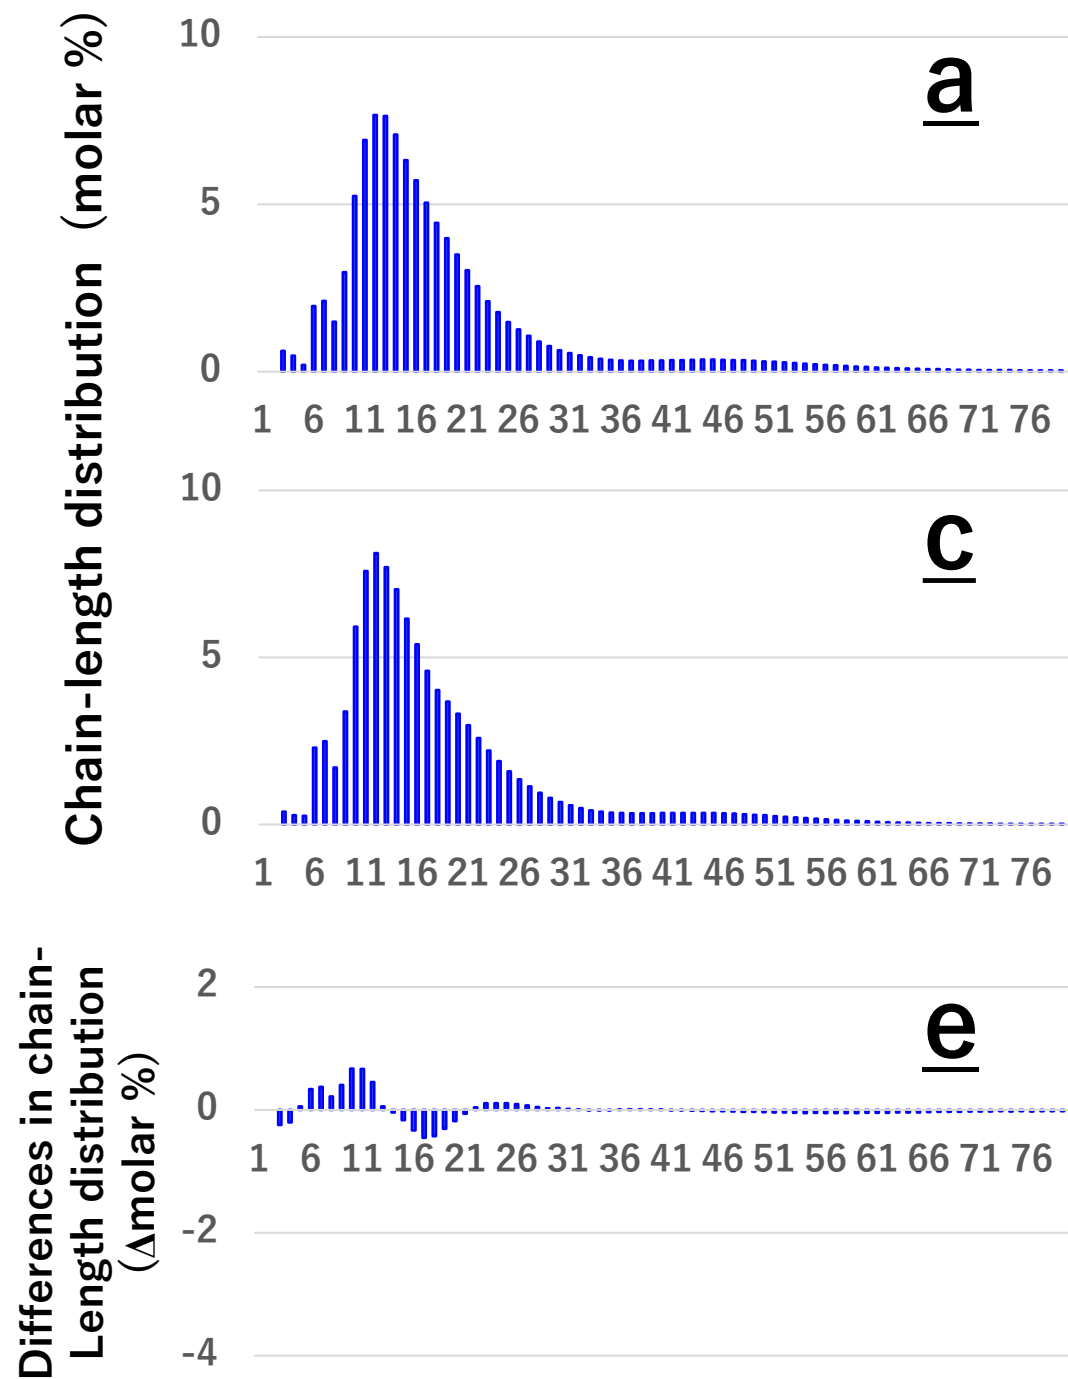 Chain-length distribution (molar %)
10
a
5
0
1 6 11 16 21 26 31 36 41 46 51 56 61 66 71 76
10
c
5
0
1 6 11 16 21 26 31 36 41 46 51 56 61 66 71 76
Differences in chain-
Length distribution
(Δmolar %)
2
e
0
1 6 11 16 21 26 31 36 41 46 51 56 61 66 71 76
-2
-4